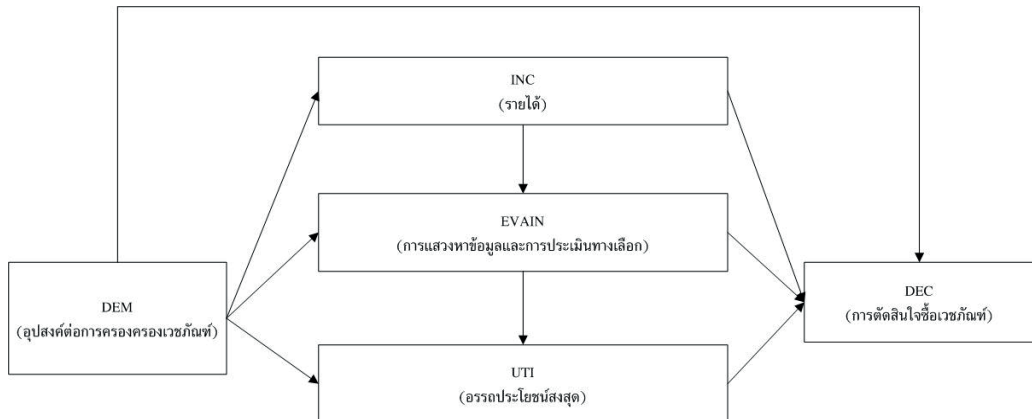 INC
(รายได้)
EVAIN
(การแสวงหาข้อมูลและการประเมินทางเลือก)
DEM
(อุปสงค์ต่อการครองครองเวชภัณฑ์)
DEC
(การตัดสินใจซื้อเวชภัณฑ์)
UTI
(อรรถประโยชน์สงสุด)